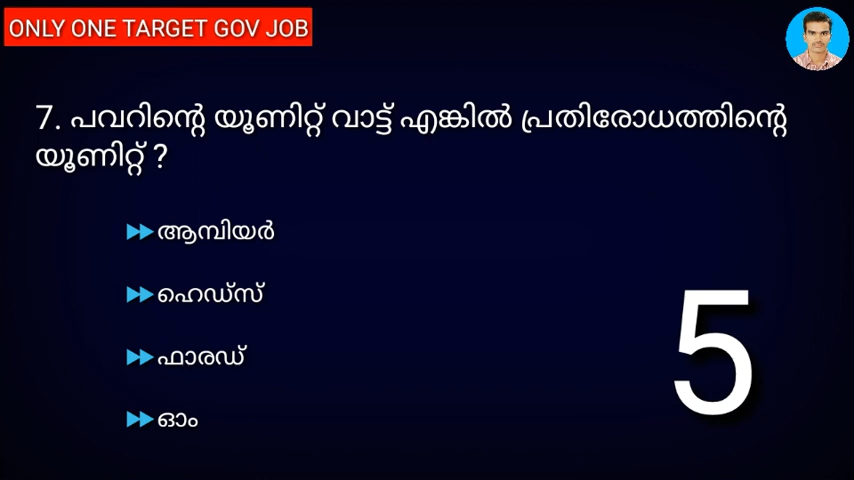 ONLY ONE TARGET GOV JOB
7. പവറിന്റെ യൂണിറ്റ് വാട്ട് എങ്കിൽ പ്രതിരോധത്തിന്റെ
യൂണിറ്റ് ?
ആമ്പിയർ
ഹെഡ്സ്
ഫാരഡ്
ഓം
5